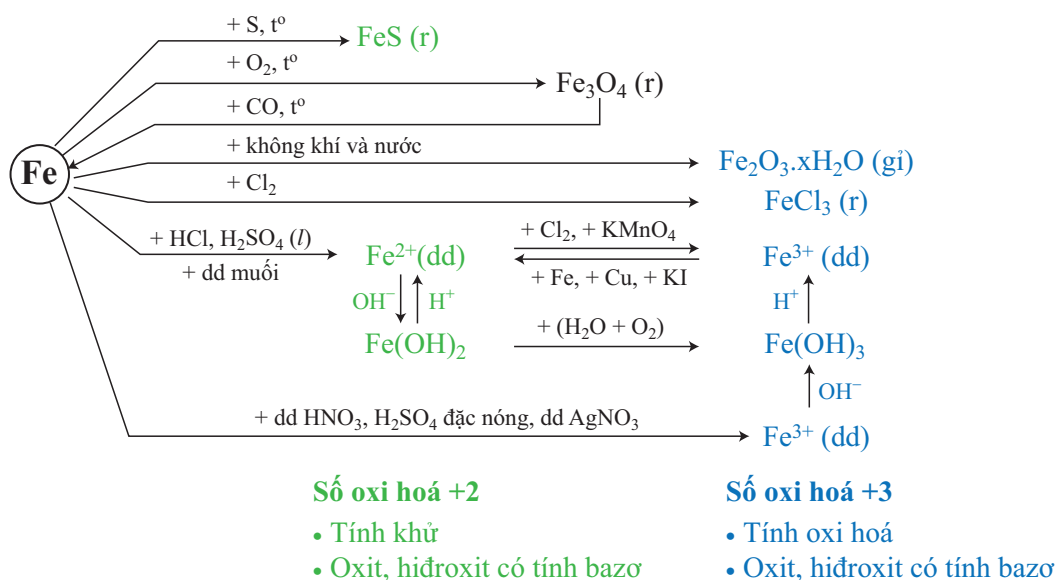 + S, tº
FeS (r)
+ O₂, tº
Fe₃O₄ (r)
+ CO, tº
Fe
+ không khí và nước
Fe₂O₃.xH₂O (gỉ)
+ Cl₂
FeCl₃ (r)
+ HCl, H₂SO₄ (l)
+ dd muối
Fe²⁺(dd)
+ Cl₂, + KMnO₄
+ Fe, + Cu, + KI
Fe³⁺ (dd)
OH⁻
H⁺
H⁺
Fe(OH)₂
+ (H₂O + O₂)
Fe(OH)₃
OH⁻
+ dd HNO₃, H₂SO₄ đặc nóng, dd AgNO₃
Fe³⁺ (dd)
Số oxi hoá +2
• Tính khử
• Oxit, hiđroxit có tính bazơ
Số oxi hoá +3
• Tính oxi hoá
• Oxit, hiđroxit có tính bazơ